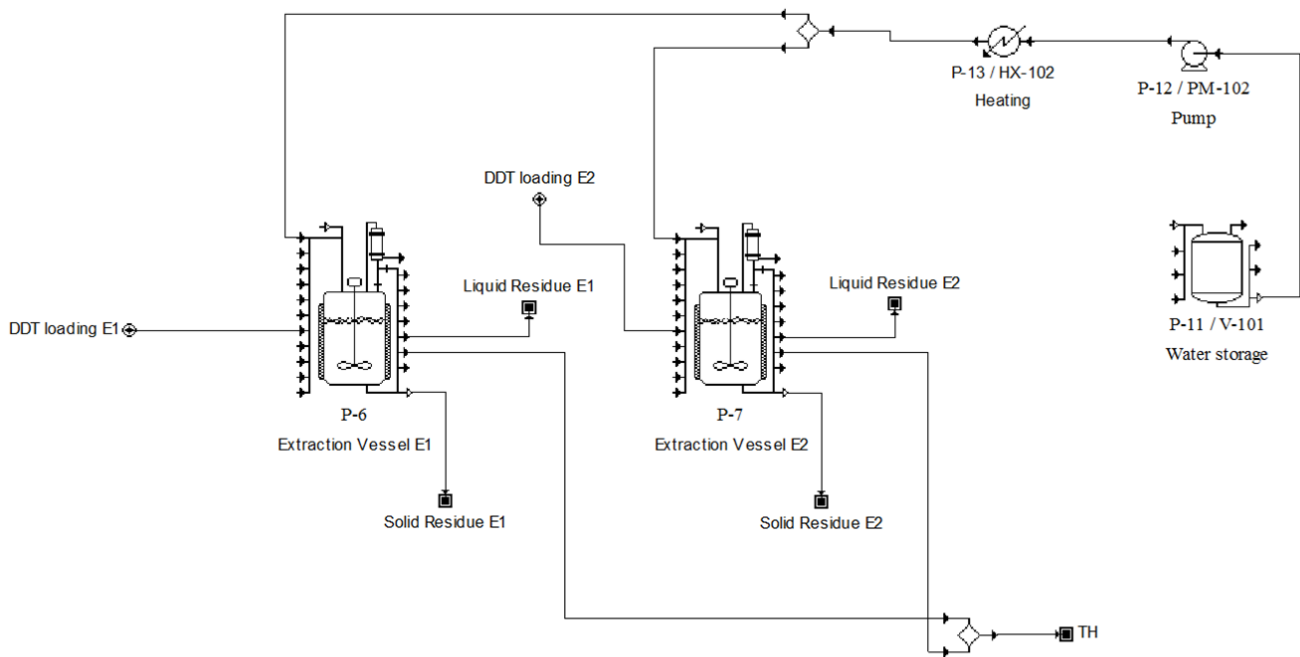 P-13 / HX-102
Heating
P-12 / PM-102
Pump
DDT loading E2
Liquid Residue E1
Liquid Residue E2
DDT loading E1
P-11 / V-101
Water storage
P-6
Extraction Vessel E1
P-7
Extraction Vessel E2
Solid Residue E1
Solid Residue E2
TH